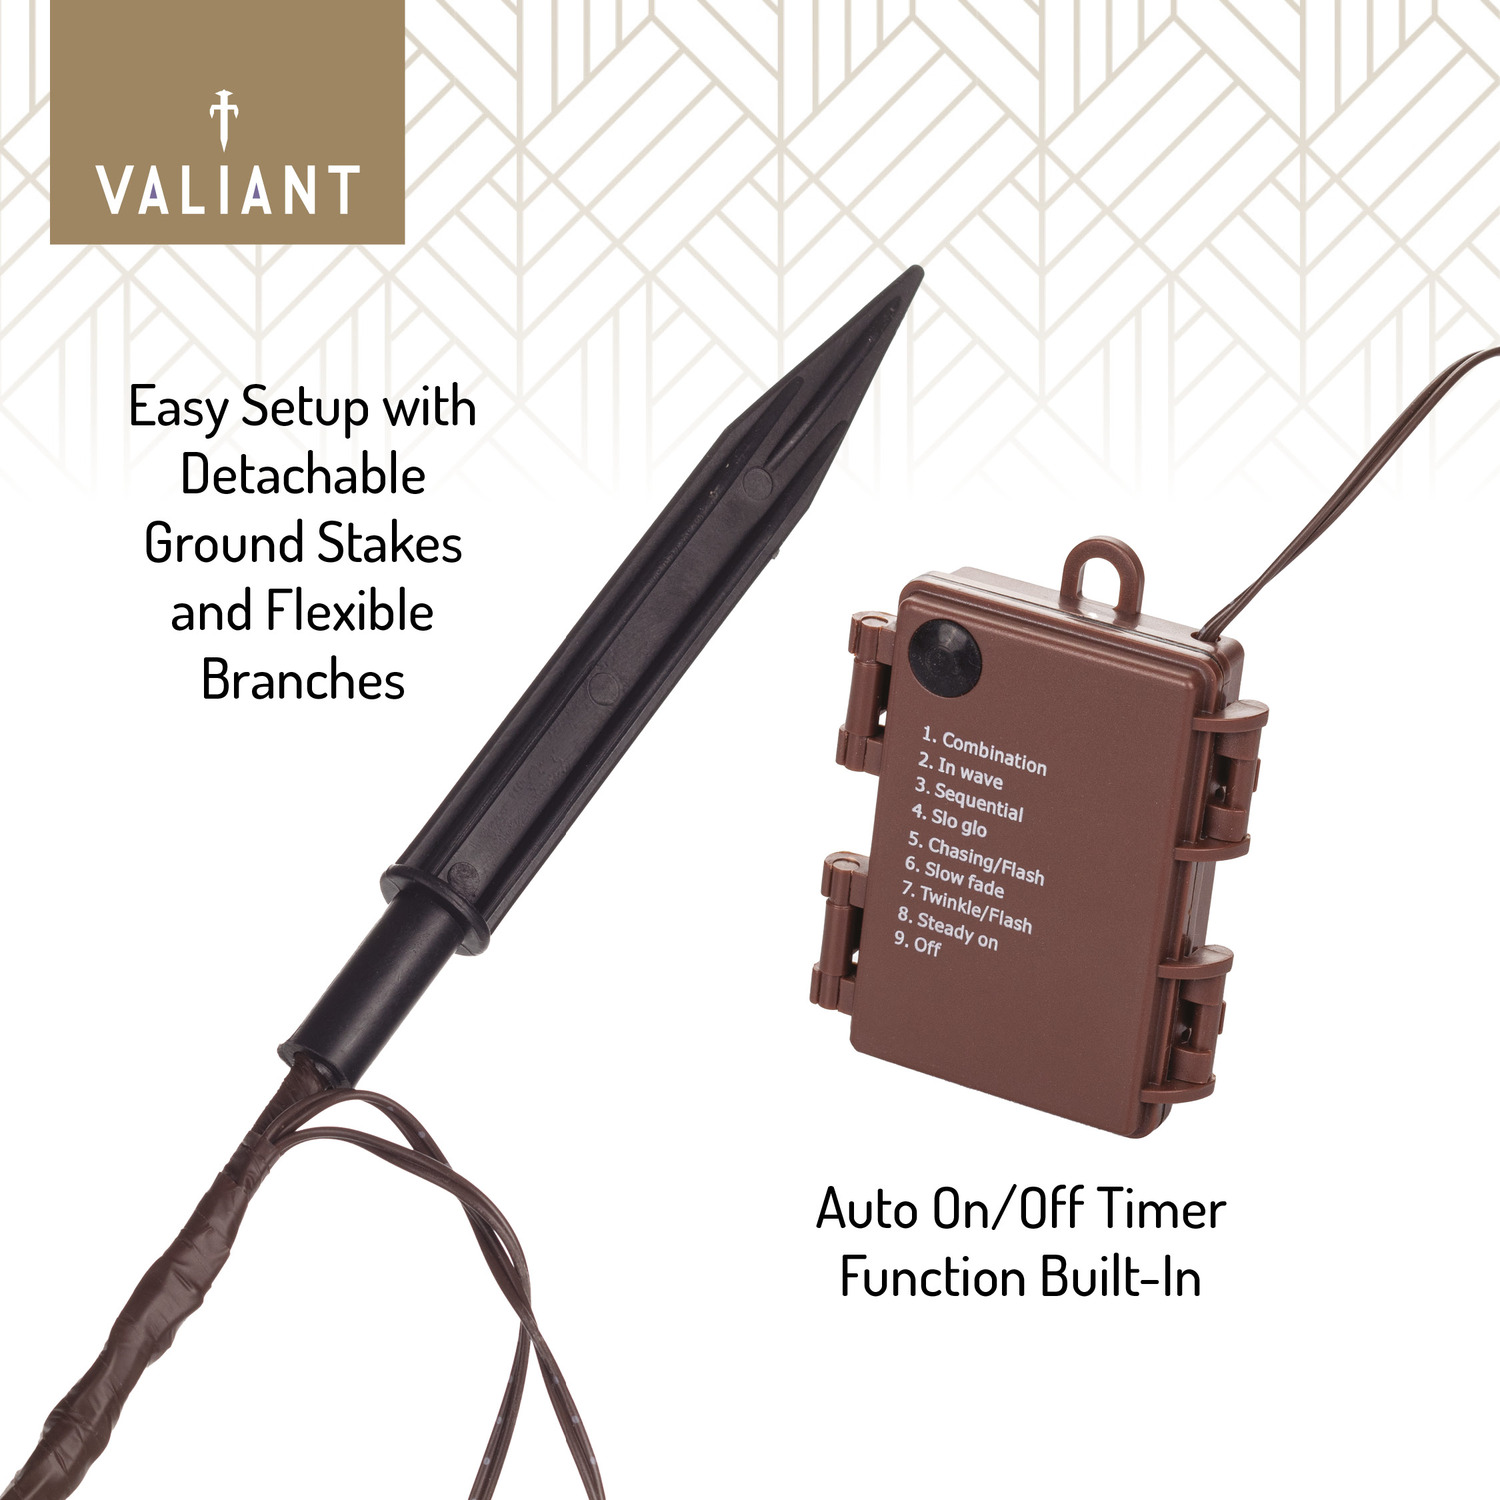 VALIANT
Easy Setup with
Detachable
Ground Stakes
and Flexible
Branches
1. Combination
2. In wave
3. Sequential
4. Slo glo
5. Chasing/Flash
6. Slow fade
7. Twinkle/Flash
8. Steady on
9. Off
Auto On/Off Timer
Function Built-In